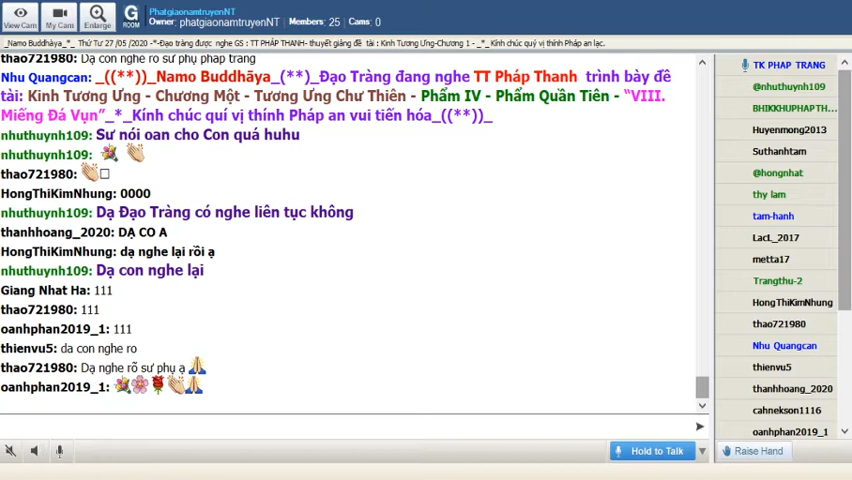 View Cam
My Cam
Enlarge
G
ROOM
PhatgiaonamtruyenNT
Owner: phatgiaonamtruyenNT Members: 25 Cams: 0
_Namo Buddhàya_*_ Thứ Tư 27 /05 /2020 -*-Đạo tràng được nghe GS : TT PHÁP THANH- thuyết giảng đề tài : Kinh Tương Ưng-Chương 1 - _*_ Kính chúc quý vị thính Pháp an lạc.
thao721980: Dạ con nghe ro sư phụ phap trang
Nhu Quangcan: _((**))_Namo Buddhāya_(**)_Đạo Tràng đang nghe TT Pháp Thanh trình bày đề
tài: Kinh Tương Ưng - Chương Một - Tương Ưng Chư Thiên - Phẩm IV - Phẩm Quần Tiên - “VIII.
Miếng Đá Vụn”_*_Kính chúc quí vị thính Pháp an vui tiến hóa_((**))_
nhuthuynh109: Sư nói oan cho Con quá huhu
nhuthuynh109:
thao721980:
HongThiKimNhung: 0000
nhuthuynh109: Dạ Đạo Tràng có nghe liên tục không
thanhhoang_2020: DẠ CO A
HongThiKimNhung: dạ nghe lại rồi ạ
nhuthuynh109: Dạ con nghe lại
Giang Nhat Ha: 111
thao721980: 111
oanhphan2019_1: 111
thienvu5: da con nghe ro
thao721980: Dạ nghe rõ sư phụ ạ
oanhphan2019_1:
Hold to Talk
TK PHAP TRANG
@nhuthuynh109
BHIKKHUPHAPTH...
Huyenmong2013
Suthanhtam
@hongnhat
thy lam
tam-hanh
LacL_2017
metta17
Trangthu-2
HongThiKimNhung
thao721980
Nhu Quangcan
thienvu5
thanhhoang_2020
cahnekson1116
oanhphan2019_1
Raise Hand